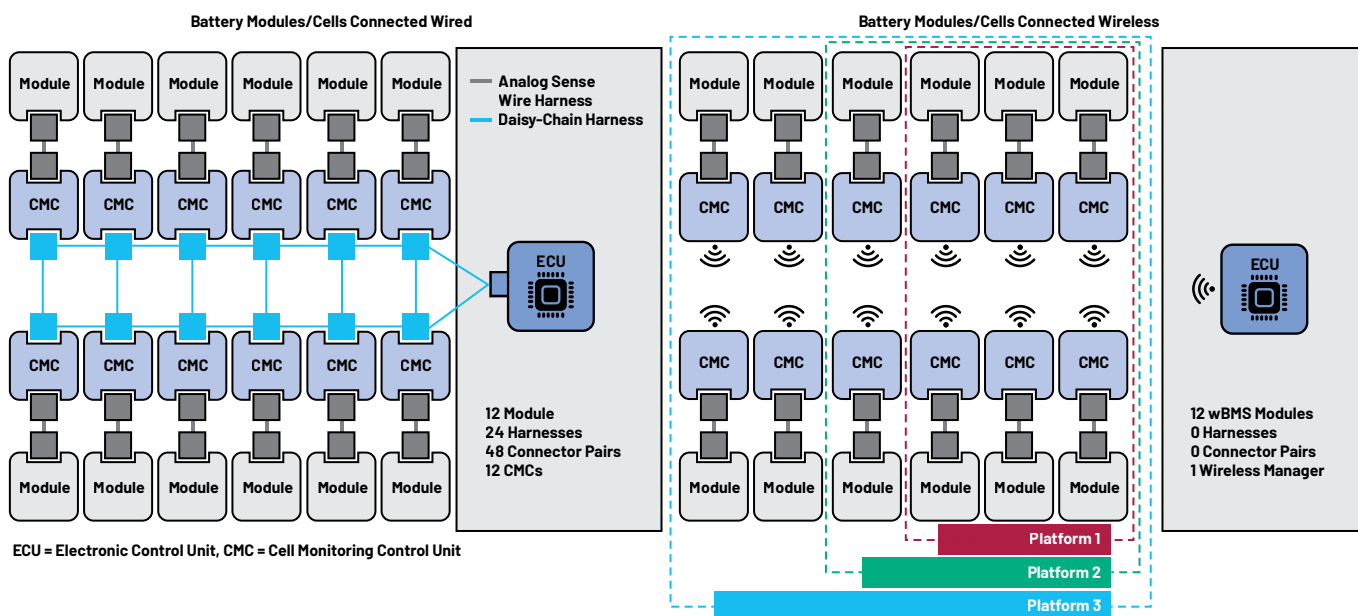 Battery Modules/Cells Connected Wired
Module Module Module Module Module Module
CMC CMC CMC CMC CMC CMC
CMC CMC CMC CMC CMC CMC
Module Module Module Module Module Module
Analog Sense
Wire Harness
Daisy-Chain Harness
ECU
12 Module
24 Harnesses
48 Connector Pairs
12 CMCs
ECU = Electronic Control Unit, CMC = Cell Monitoring Control Unit
Battery Modules/Cells Connected Wireless
Module Module Module Module Module Module
CMC CMC CMC CMC CMC CMC
CMC CMC CMC CMC CMC CMC
Module Module Module Module Module Module
ECU
12 wBMS Modules
0 Harnesses
0 Connector Pairs
1 Wireless Manager
Platform 1
Platform 2
Platform 3